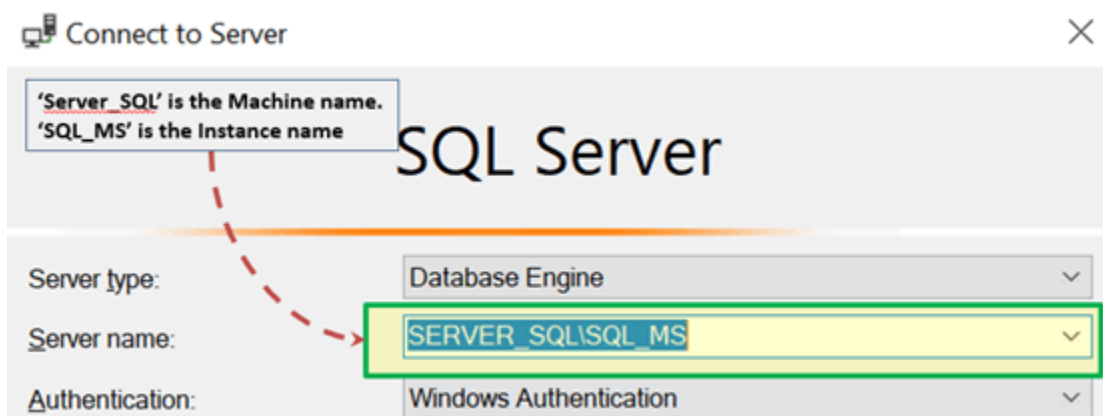 Connect to Server
‘Server_SQL’ is the Machine name.
‘SQL_MS’ is the Instance name
SQL Server
Server type:
Database Engine
Server name:
SERVER_SQL\SQL_MS
Authentication:
Windows Authentication